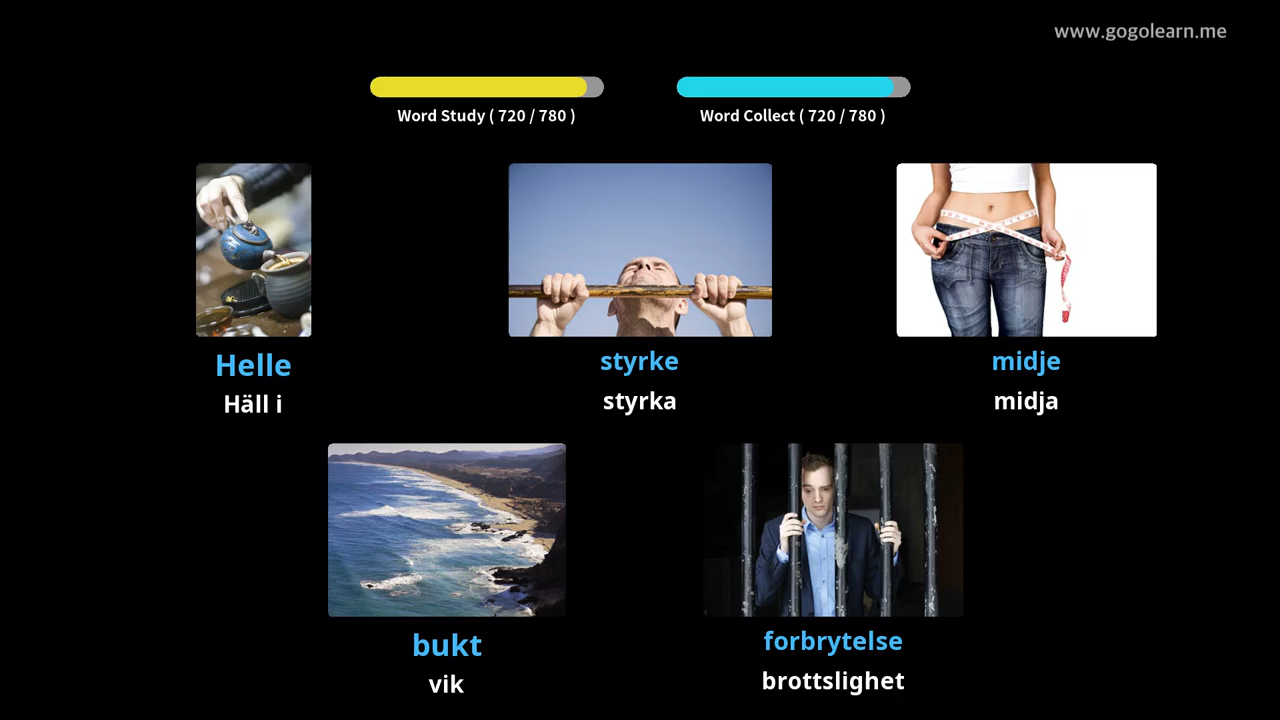 www.gogolearn.me
Word Study ( 720 / 780 )
Word Collect ( 720 / 780 )
Helle
Häll i
styrke
styrka
midje
midja
bukt
vik
forbrytelse
brottslighet